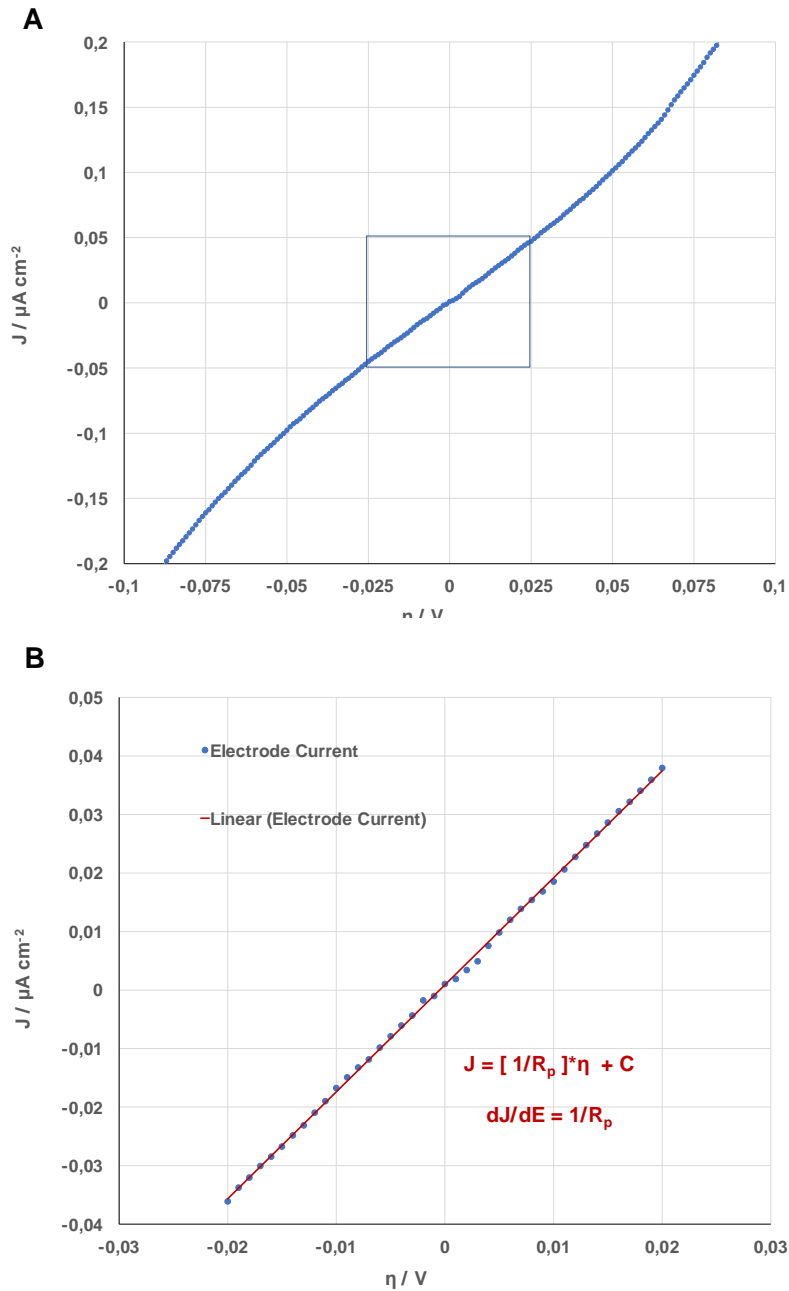 A
0,2
0,15
0,1
0,05
0
-0,05
-0,1
-0,15
-0,2
J / µA cm⁻²
-0,1 -0,075 -0,05 -0,025 0 0,025 0,05 0,075 0,1
η / V
B
0,05
0,04
0,03
0,02
0,01
0
-0,01
-0,02
-0,03
-0,04
J / µA cm⁻²
Electrode Current
Linear (Electrode Current)
J = [ 1/Rₚ ]*η + C
dJ/dE = 1/Rₚ
-0,03 -0,02 -0,01 0 0,01 0,02 0,03
η / V